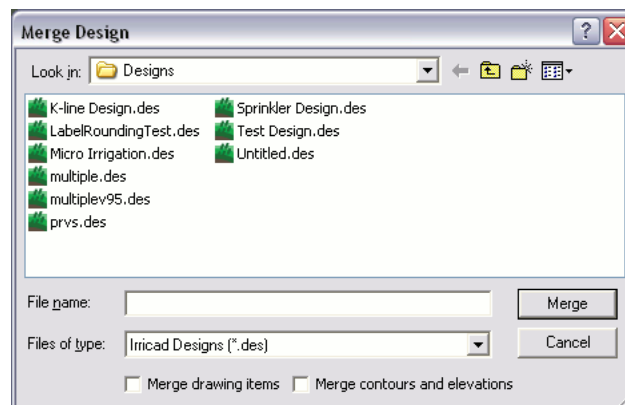 Merge Design
Look in: Designs
K-line Design.des Sprinkler Design.des
LabelRoundingTest.des Test Design.des
Micro Irrigation.des Untitled.des
multiple.des
multiplev95.des
prvs.des
File name: Merge
Files of type: Irricad Designs (*.des) Cancel
Merge drawing items Merge contours and elevations